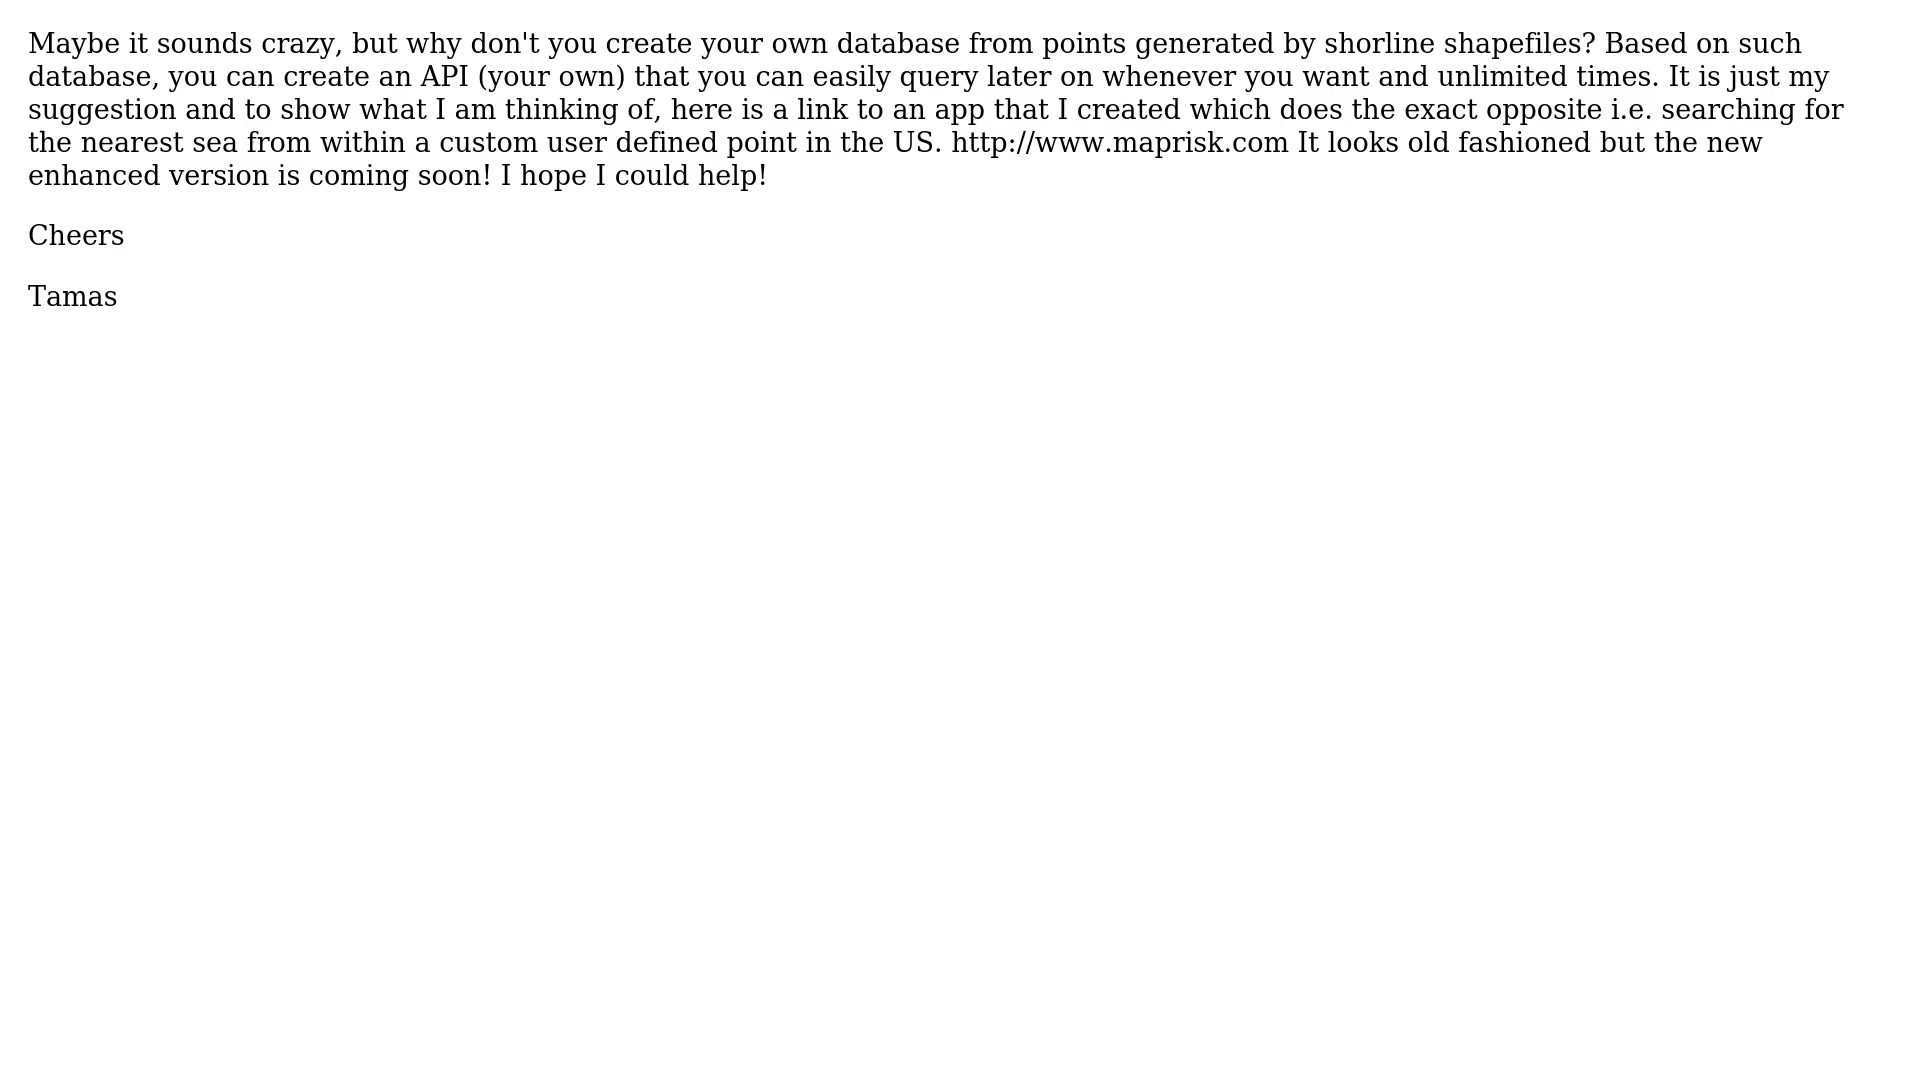 Maybe it sounds crazy, but why don't you create your own database from points generated by shorline shapefiles? Based on such
database, you can create an API (your own) that you can easily query later on whenever you want and unlimited times. It is just my
suggestion and to show what I am thinking of, here is a link to an app that I created which does the exact opposite i.e. searching for
the nearest sea from within a custom user defined point in the US. http://www.maprisk.com It looks old fashioned but the new
enhanced version is coming soon! I hope I could help!
Cheers
Tamas